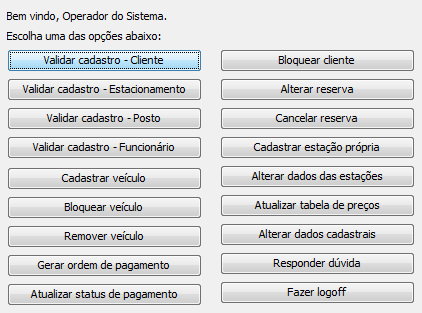 Bem vindo, Operador do Sistema.
Escolha uma das opções abaixo:
Validar cadastro - Cliente
Validar cadastro - Estacionamento
Validar cadastro - Posto
Validar cadastro - Funcionário
Cadastrar veículo
Bloquear veículo
Remover veículo
Gerar ordem de pagamento
Atualizar status de pagamento
Bloquear cliente
Alterar reserva
Cancelar reserva
Cadastrar estação própria
Alterar dados das estações
Atualizar tabela de preços
Alterar dados cadastrais
Responder dúvida
Fazer logoff